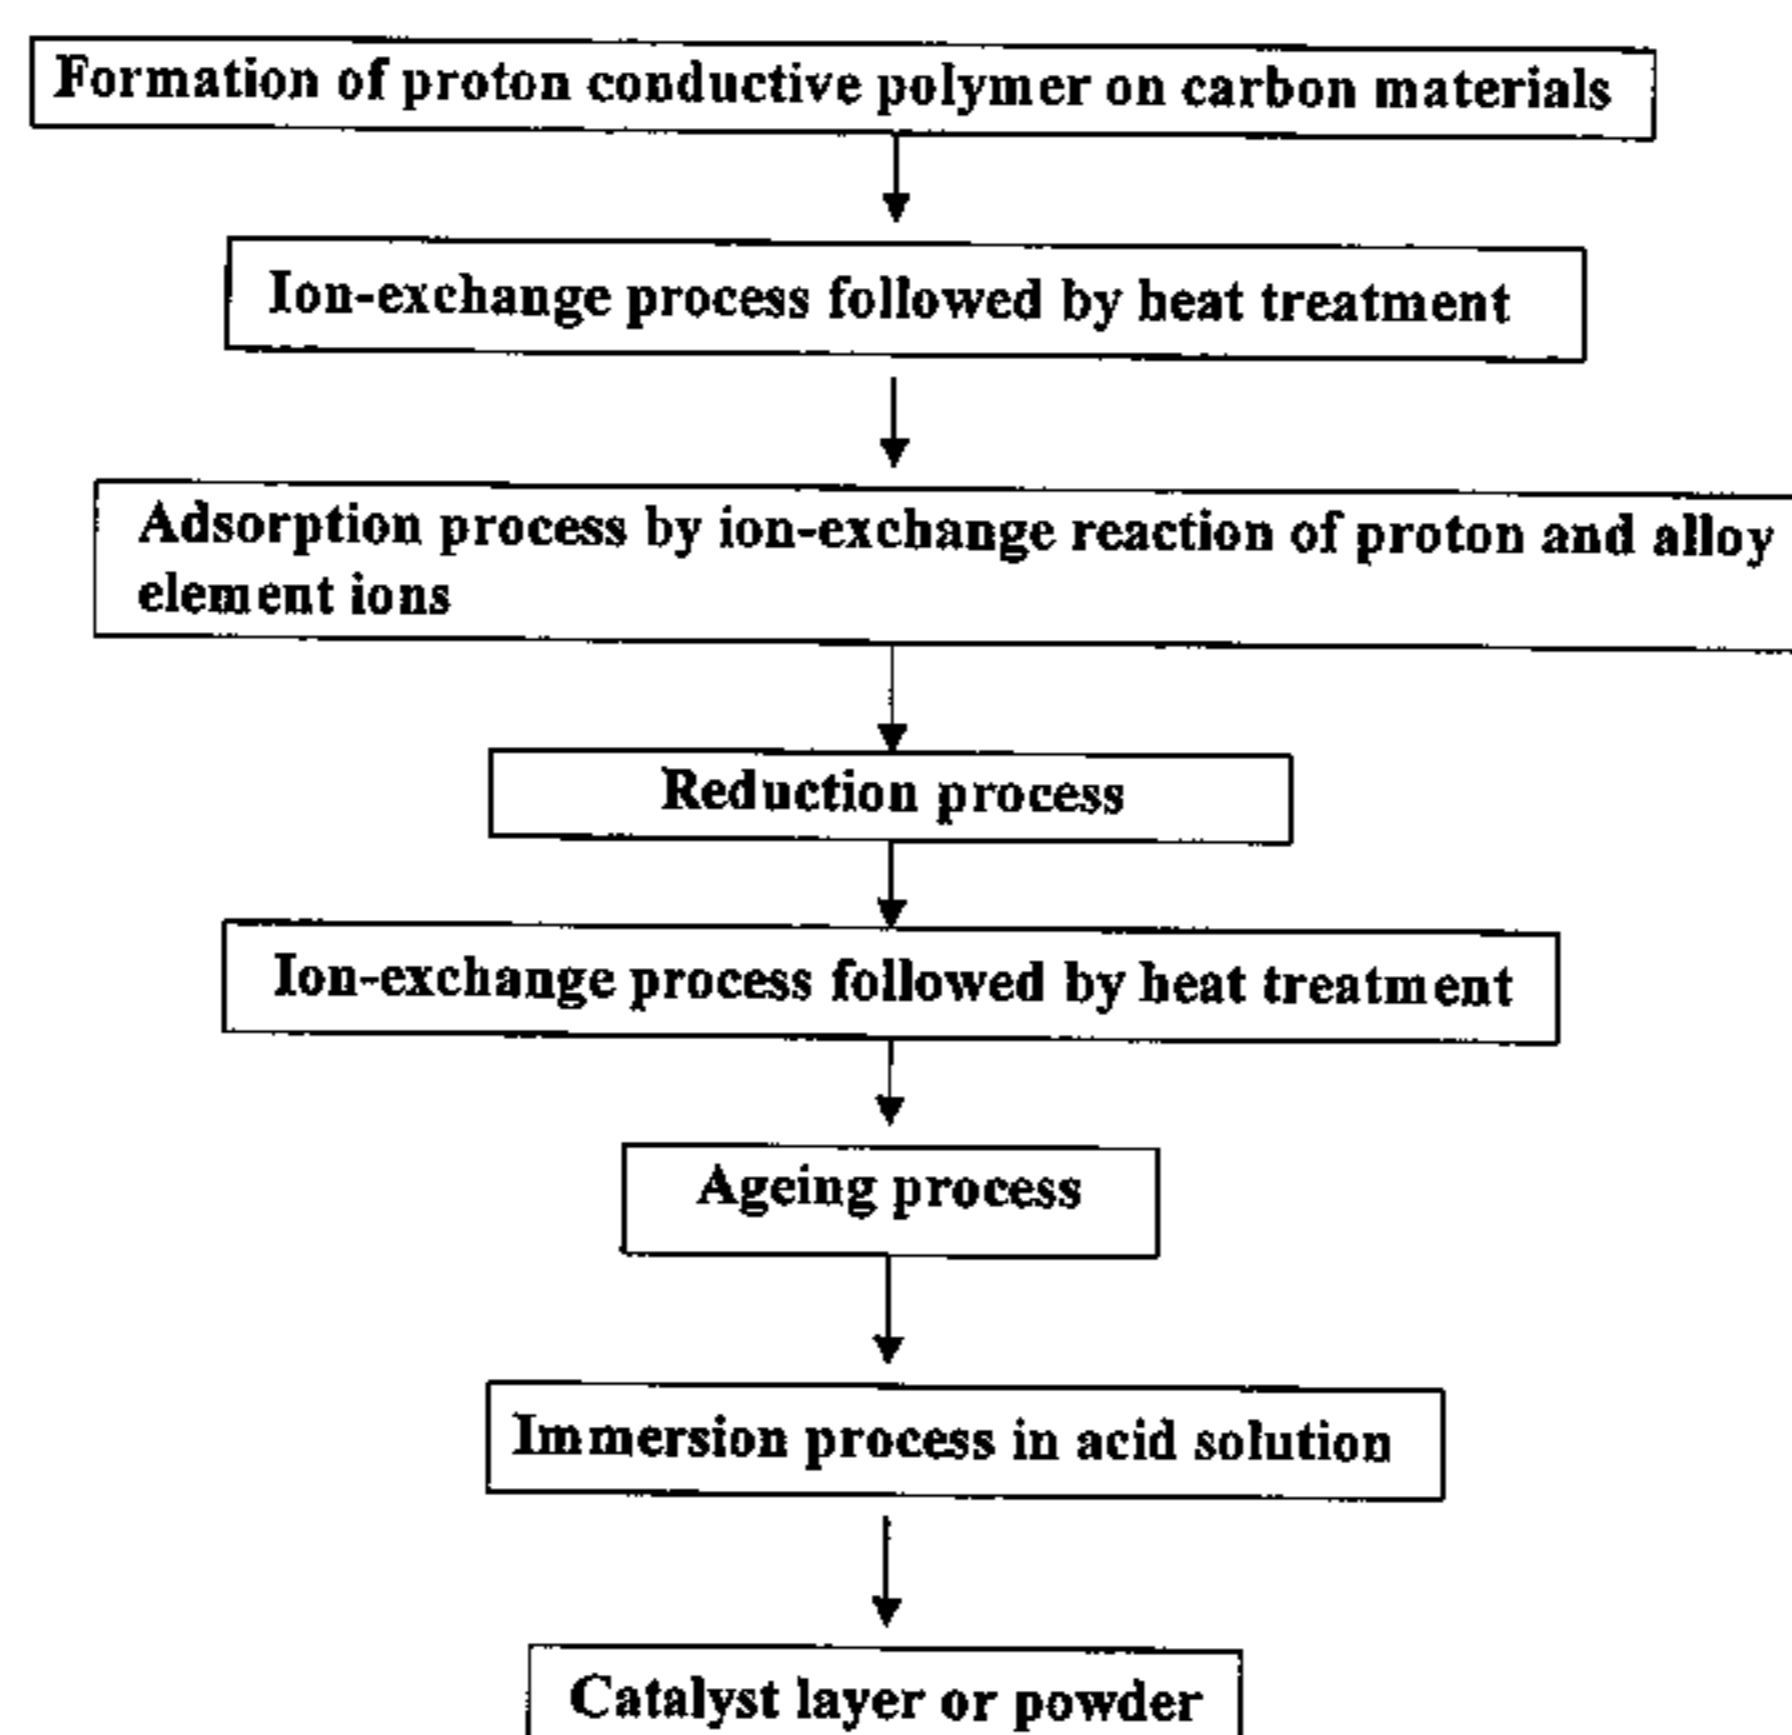 Formation of proton conductive polymer on carbon materials
Ion-exchange process followed by heat treatment
Adsorption process by ion-exchange reaction of proton and alloy
element ions
Reduction process
Ion-exchange process followed by heat treatment
Ageing process
Immersion process in acid solution
Catalyst layer or powder